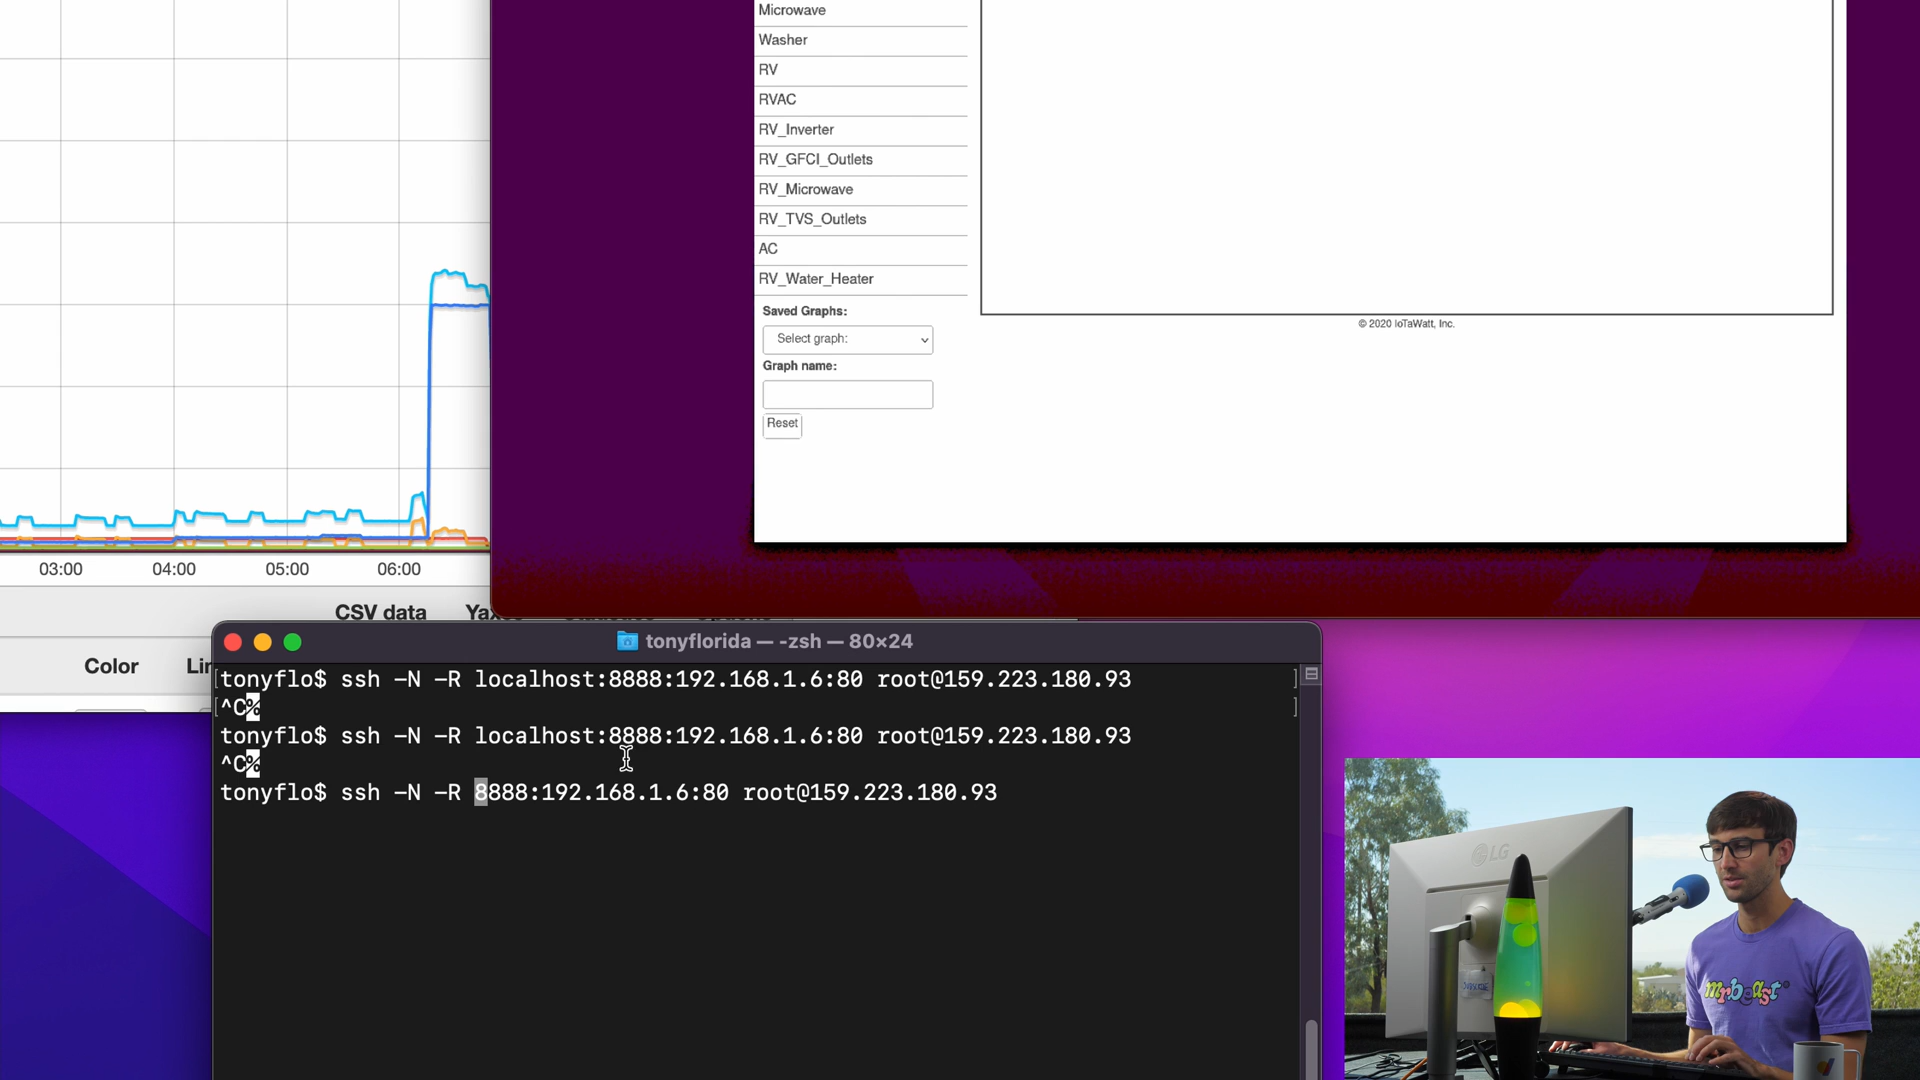 Microwave
Washer
RV
RVAC
RV_Inverter
RV_GFCI_Outlets
RV_Microwave
RV_TVS_Outlets
AC
RV_Water_Heater
Saved Graphs:
Select graph:
Graph name:
Reset
© 2020 IoTaWatt, Inc.
03:00 04:00 05:00 06:00
CSV data
Color
tonyflorida — -zsh — 80×24
[tonyflo$ ssh -N -R localhost:8888:192.168.1.6:80 root@159.223.180.93 ]
[^C% ]
tonyflo$ ssh -N -R localhost:8888:192.168.1.6:80 root@159.223.180.93
^C%
tonyflo$ ssh -N -R 8888:192.168.1.6:80 root@159.223.180.93
LG
mrbeast